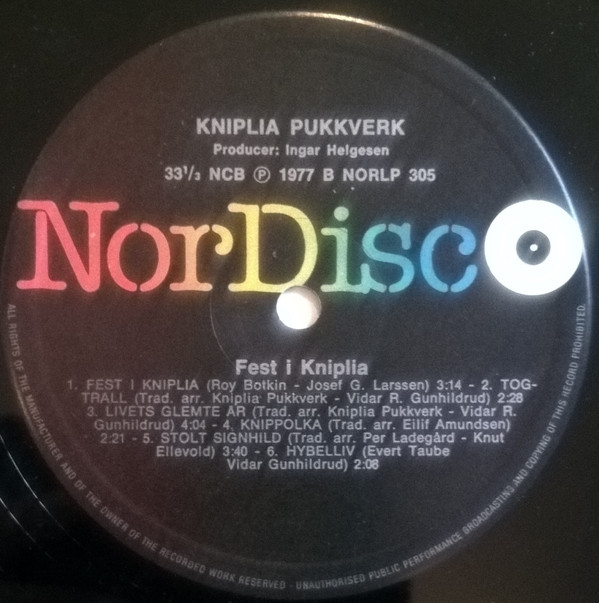 KNIPLIA PUKKVERK
Producer: Ingar Helgesen
33¹/₃ NCB Ⓟ 1977 B NORLP 305
NorDisco
Fest i Kniplia
1. FEST I KNIPLIA (Roy Botkin - Josef G. Larssen) 3:14 - 2. TOG-
TRALL (Trad. arr. Kniplia Pukkverk - Vidar R. Gunhildrud) 2:28
3. LIVETS GLEMTE ÅR (Trad. arr. Kniplia Pukkverk - Vidar R.
Gunhildrud) 4:04 - 4. KNIPPOLKA (Trad. arr. Eilif Amundsen)
2:21 - 5. STOLT SIGNHILD (Trad. arr. Per Ladegård - Knut
Ellevold) 3:40 - 6. HYBELLIV (Evert Taube
Vidar Gunhildrud) 2:08
ALL RIGHTS OF THE MANUFACTURER AND OF THE OWNER OF THE RECORDED WORK RESERVED - UNAUTHORISED PUBLIC PERFORMANCE BROADCASTING AND COPYING OF THIS RECORD PROHIBITED.